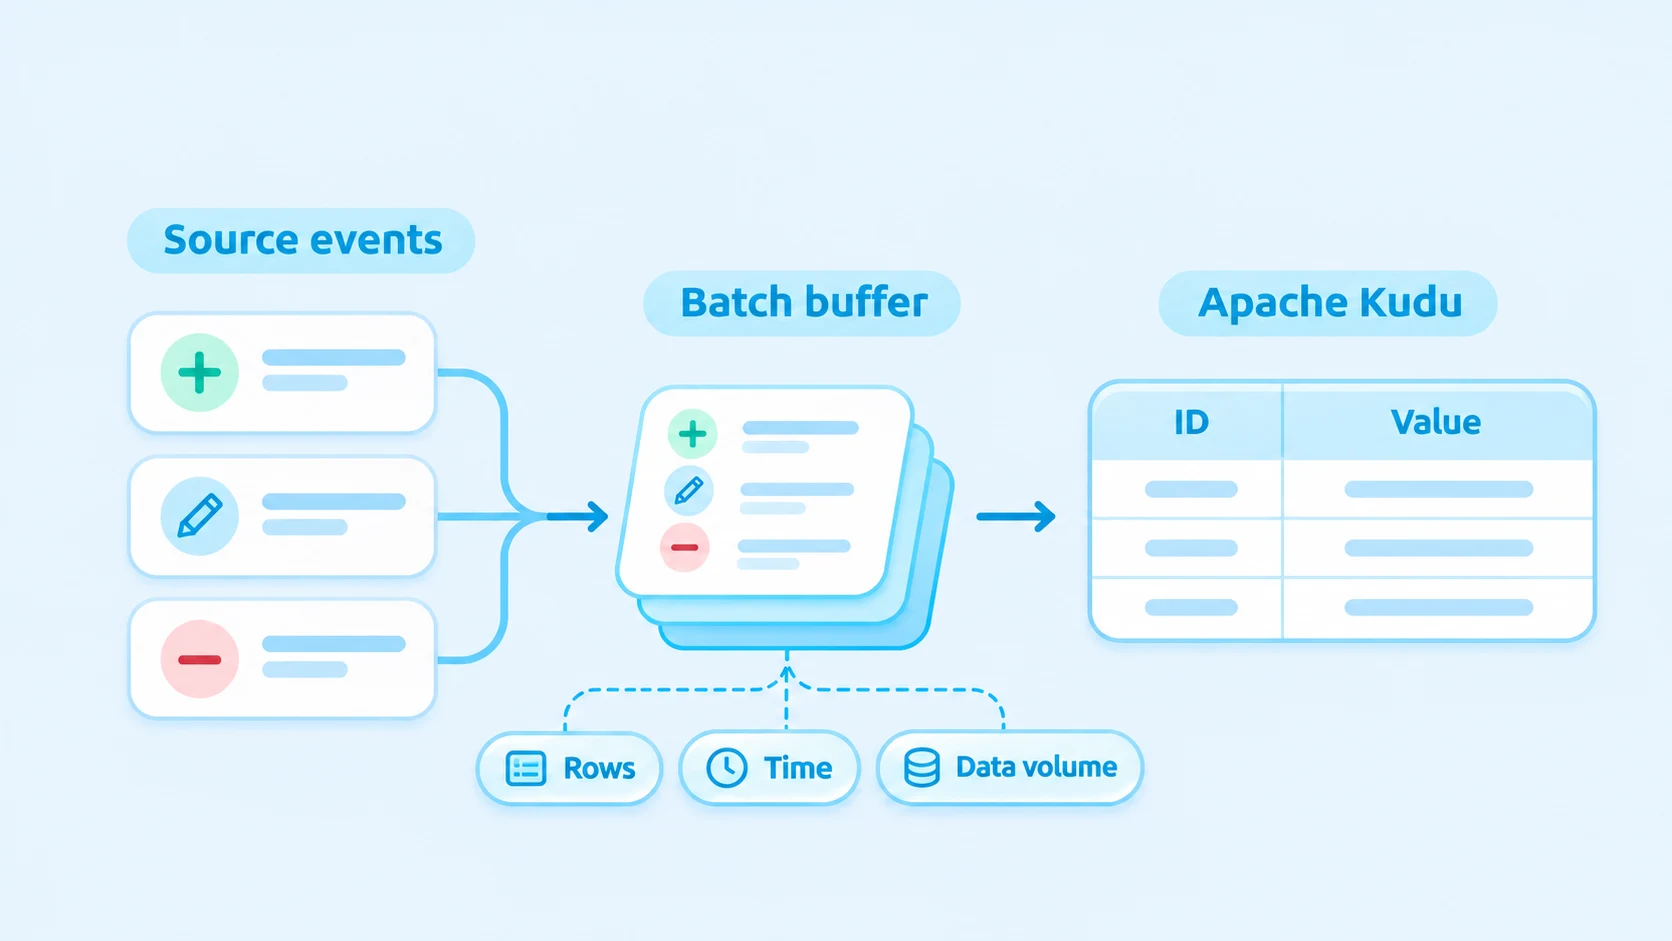 Source events
Batch buffer
Apache Kudu
ID
Value
Rows
Time
Data volume